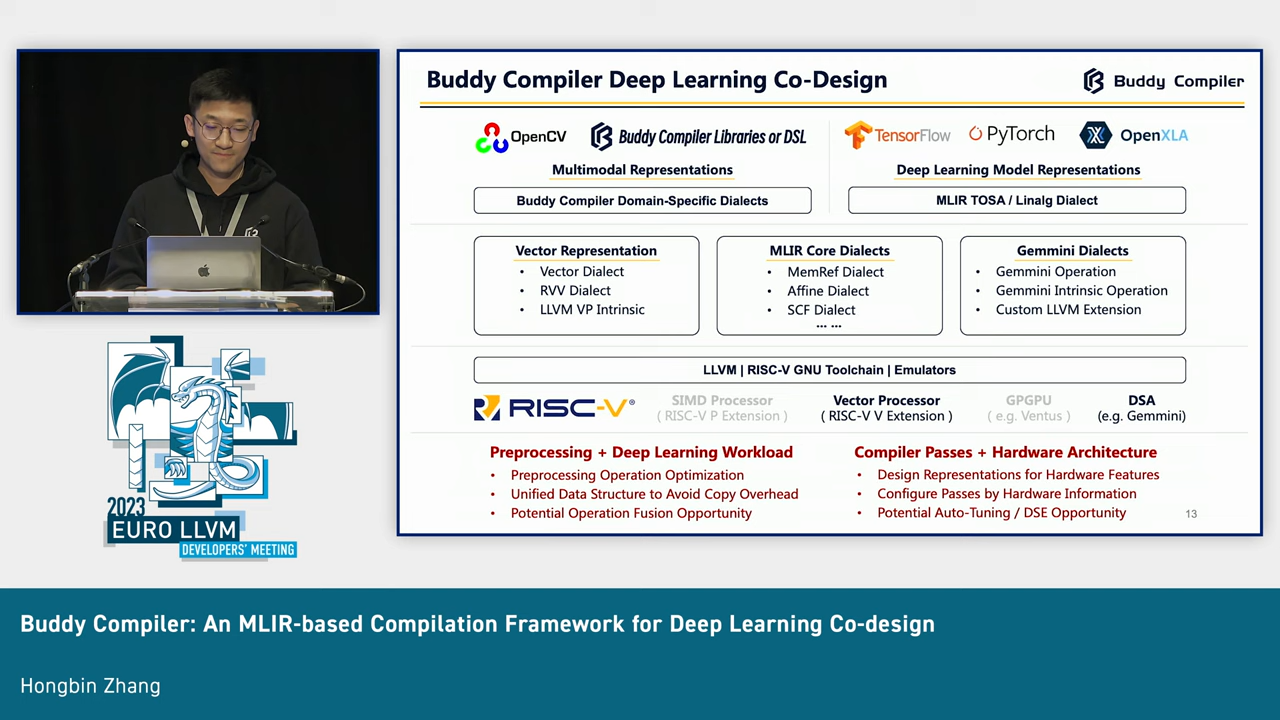 Buddy Compiler Deep Learning Co-Design
Buddy Compiler
OpenCV
Buddy Compiler Libraries or DSL
TensorFlow
PyTorch
OpenXLA
Multimodal Representations
Deep Learning Model Representations
Buddy Compiler Domain-Specific Dialects
MLIR TOSA / Linalg Dialect
Vector Representation
• Vector Dialect
• RVV Dialect
• LLVM VP Intrinsic
MLIR Core Dialects
• MemRef Dialect
• Affine Dialect
• SCF Dialect
... ...
Gemmini Dialects
• Gemmini Operation
• Gemmini Intrinsic Operation
• Custom LLVM Extension
LLVM | RISC-V GNU Toolchain | Emulators
RISC-V®
SIMD Processor
( RISC-V P Extension )
Vector Processor
( RISC-V V Extension )
GPGPU
( e.g. Ventus )
DSA
(e.g. Gemmini)
Preprocessing + Deep Learning Workload
• Preprocessing Operation Optimization
• Unified Data Structure to Avoid Copy Overhead
• Potential Operation Fusion Opportunity
Compiler Passes + Hardware Architecture
• Design Representations for Hardware Features
• Configure Passes by Hardware Information
• Potential Auto-Tuning / DSE Opportunity
13
2023
EURO LLVM
DEVELOPERS' MEETING
Buddy Compiler: An MLIR-based Compilation Framework for Deep Learning Co-design
Hongbin Zhang